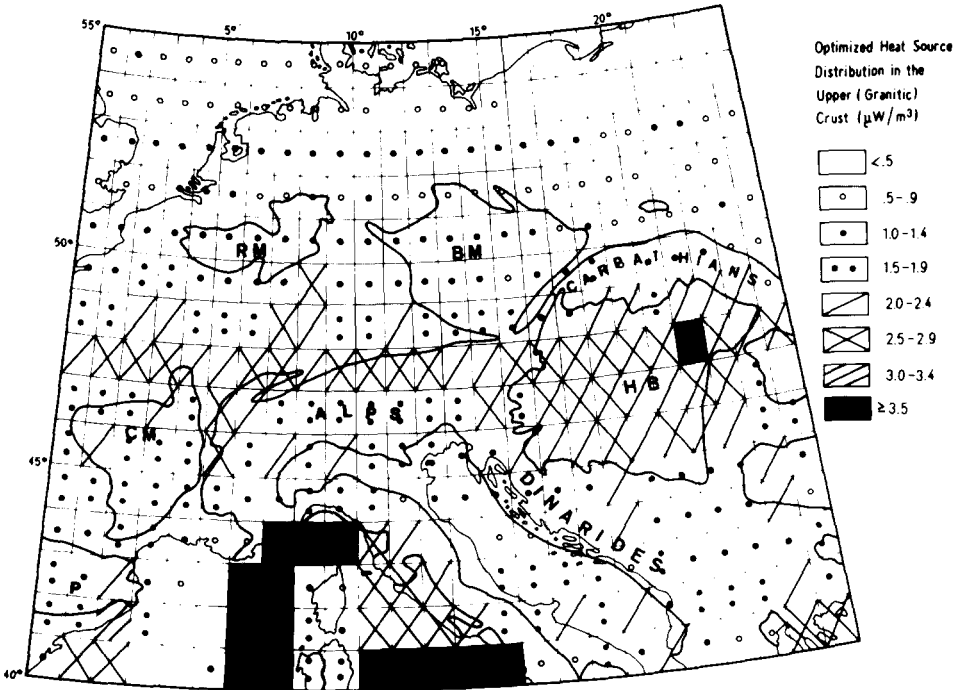 55°
5°
10°
15°
20°
Optimized Heat Source
Distribution in the
Upper (Granitic)
Crust (μW/m³)
<.5
.5-.9
1.0-1.4
1.5-1.9
2.0-2.4
2.5-2.9
3.0-3.4
≥3.5
50°
RM
BM
CARBATHIANS
HB
ALPS
CM
45°
DINARIDES
P
40°